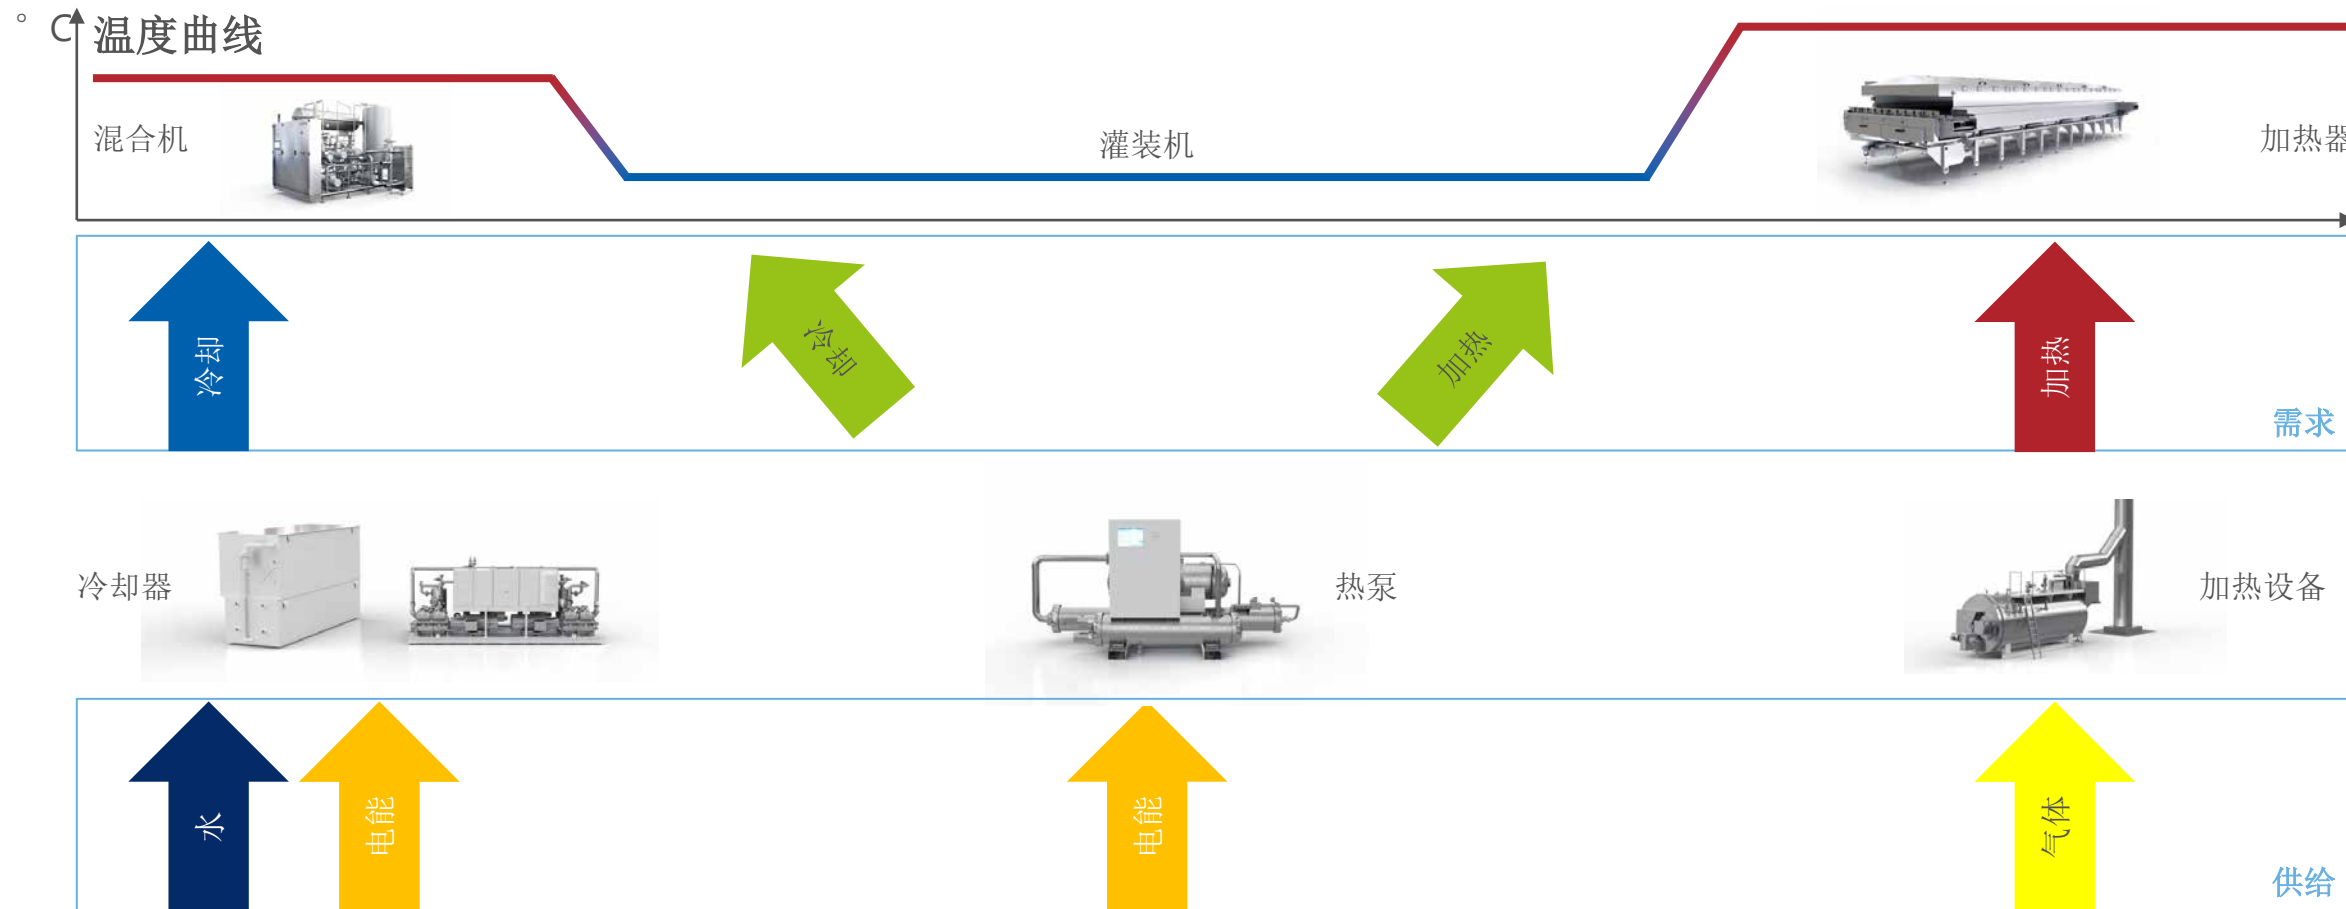 °C
温度曲线
混合机
灌装机
加热器
冷却
冷却
加热
加热
需求
冷却器
热泵
加热设备
水
电能
电能
气体
供给